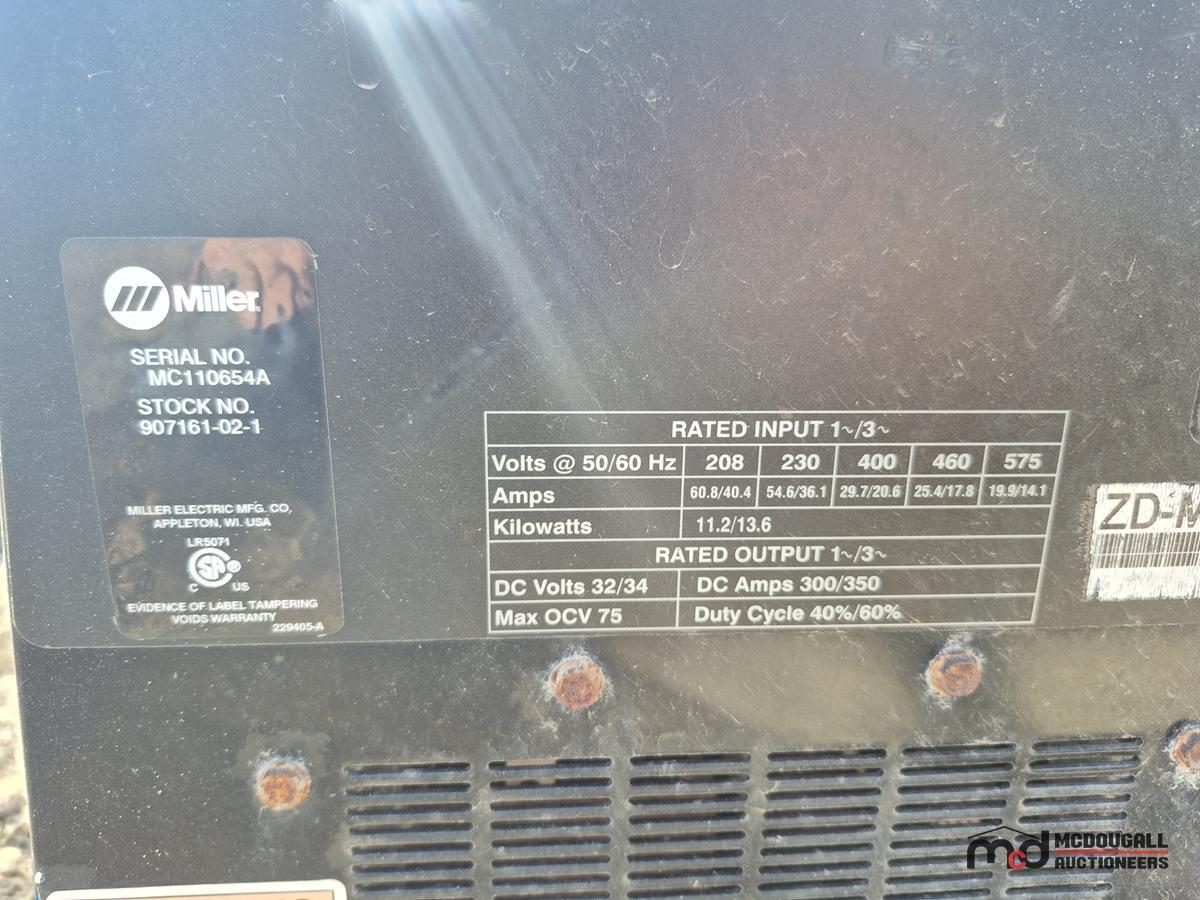 Miller
SERIAL NO.
MC110654A
STOCK NO.
907161-02-1
MILLER ELECTRIC MFG. CO,
APPLETON, WI. USA
LR5071
SA ®
C US
EVIDENCE OF LABEL TAMPERING
VOIDS WARRANTY
229405-A
RATED INPUT 1~/3~
Volts @ 50/60 Hz 208 230 400 460 575
Amps 60.8/40.4 54.6/36.1 29.7/20.6 25.4/17.8 19.9/14.1
Kilowatts 11.2/13.6
RATED OUTPUT 1~/3~
DC Volts 32/34 DC Amps 300/350
Max OCV 75 Duty Cycle 40%/60%
ZD-M
mcd MCDOUGALL
AUCTIONEERS